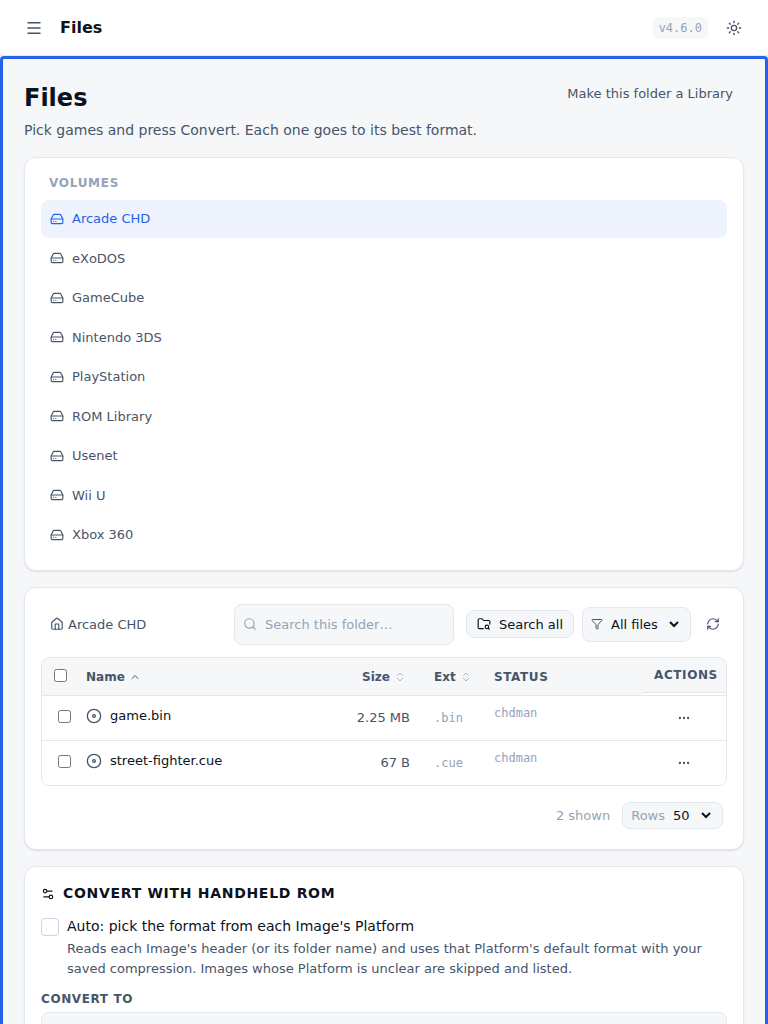 Files
v4.6.0
Files
Make this folder a Library
Pick games and press Convert. Each one goes to its best format.
VOLUMES
Arcade CHD
eXoDOS
GameCube
Nintendo 3DS
PlayStation
ROM Library
Usenet
Wii U
Xbox 360
Arcade CHD
Search this folder…
Search all
All files
Name
Size
Ext
STATUS
ACTIONS
game.bin
2.25 MB
.bin
chdman
street-fighter.cue
67 B
.cue
chdman
2 shown
Rows 50
CONVERT WITH HANDHELD ROM
Auto: pick the format from each Image's Platform
Reads each Image's header (or its folder name) and uses that Platform's default format with your
saved compression. Images whose Platform is unclear are skipped and listed.
CONVERT TO